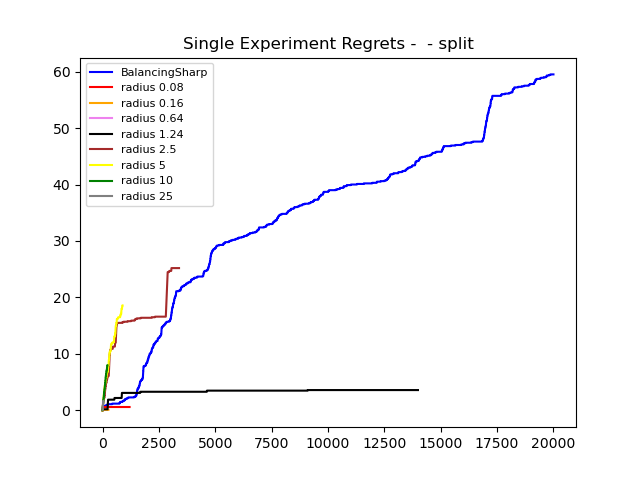 Single Experiment Regrets -  - split
BalancingSharp
radius 0.08
radius 0.16
radius 0.64
radius 1.24
radius 2.5
radius 5
radius 10
radius 25
60
50
40
30
20
10
0
0 2500 5000 7500 10000 12500 15000 17500 20000